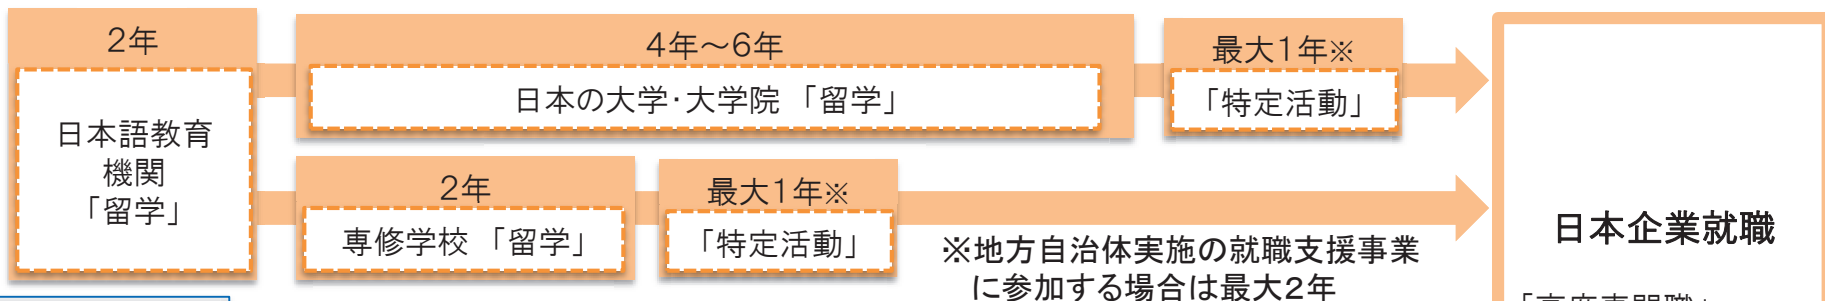 2年
日本語教育
機関
「留学」
4年～6年
日本の大学・大学院 「留学」
最大1年※
「特定活動」
2年
専修学校 「留学」
最大1年※
「特定活動」
※地方自治体実施の就職支援事業
に参加する場合は最大2年
日本企業就職